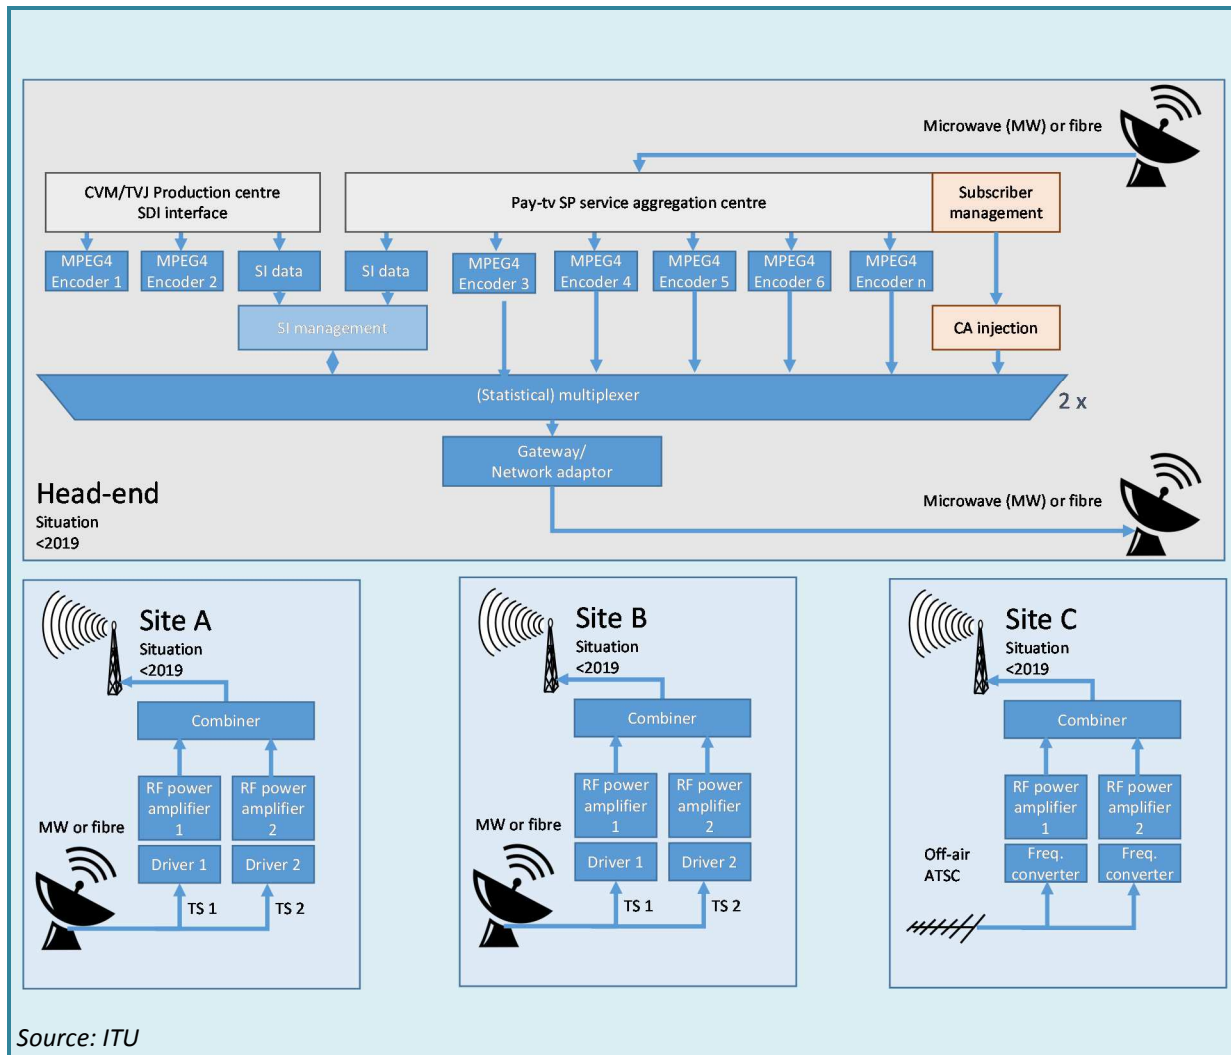 Microwave (MW) or fibre
CVM/TVJ Production centre
SDI interface
Pay-tv SP service aggregation centre
Subscriber
management
MPEG4
Encoder 1
MPEG4
Encoder 2
SI data
SI data
MPEG4
Encoder 3
MPEG4
Encoder 4
MPEG4
Encoder 5
MPEG4
Encoder 6
MPEG4
Encoder n
SI management
CA injection
(Statistical) multiplexer
2 x
Gateway/
Network adaptor
Head-end
Situation
<2019
Microwave (MW) or fibre
Site A
Situation
<2019
Combiner
RF power
amplifier
1
RF power
amplifier
2
MW or fibre
Driver 1
Driver 2
TS 1
TS 2
Site B
Situation
<2019
Combiner
RF power
amplifier
1
RF power
amplifier
2
MW or fibre
Driver 1
Driver 2
TS 1
TS 2
Site C
Situation
<2019
Combiner
RF power
amplifier
1
RF power
amplifier
2
Off-air
ATSC
Freq.
converter
Freq.
converter
Source: ITU